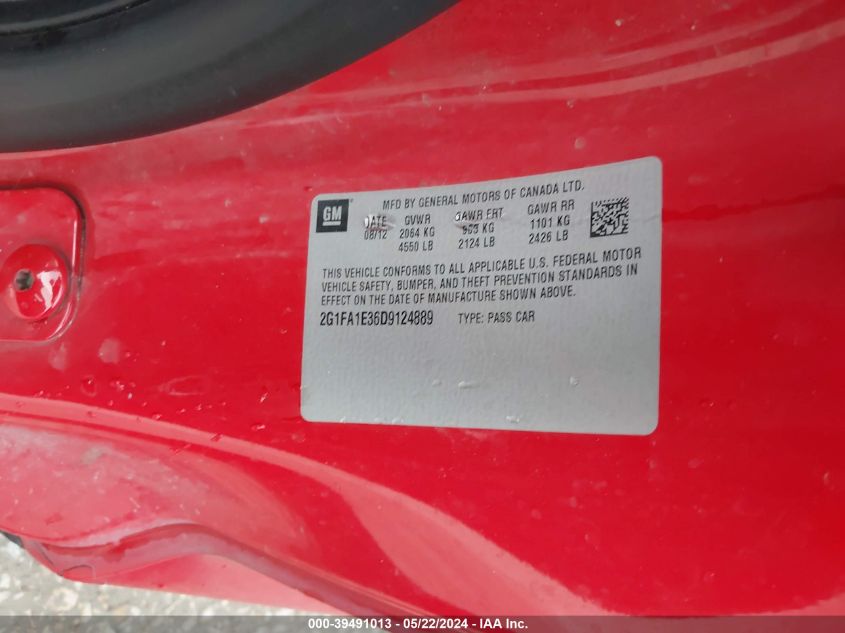 MFD BY GENERAL MOTORS OF CANADA LTD.
GM
DATE GVWR GAWR FRT GAWR RR
08/12 2064 KG 963 KG 1101 KG
4550 LB 2124 LB 2426 LB
THIS VEHICLE CONFORMS TO ALL APPLICABLE U.S. FEDERAL MOTOR
VEHICLE SAFETY, BUMPER, AND THEFT PREVENTION STANDARDS IN
EFFECT ON THE DATE OF MANUFACTURE SHOWN ABOVE.
2G1FA1E36D9124889 TYPE: PASS CAR
000-39491013 - 05/22/2024 - IAA, Inc.